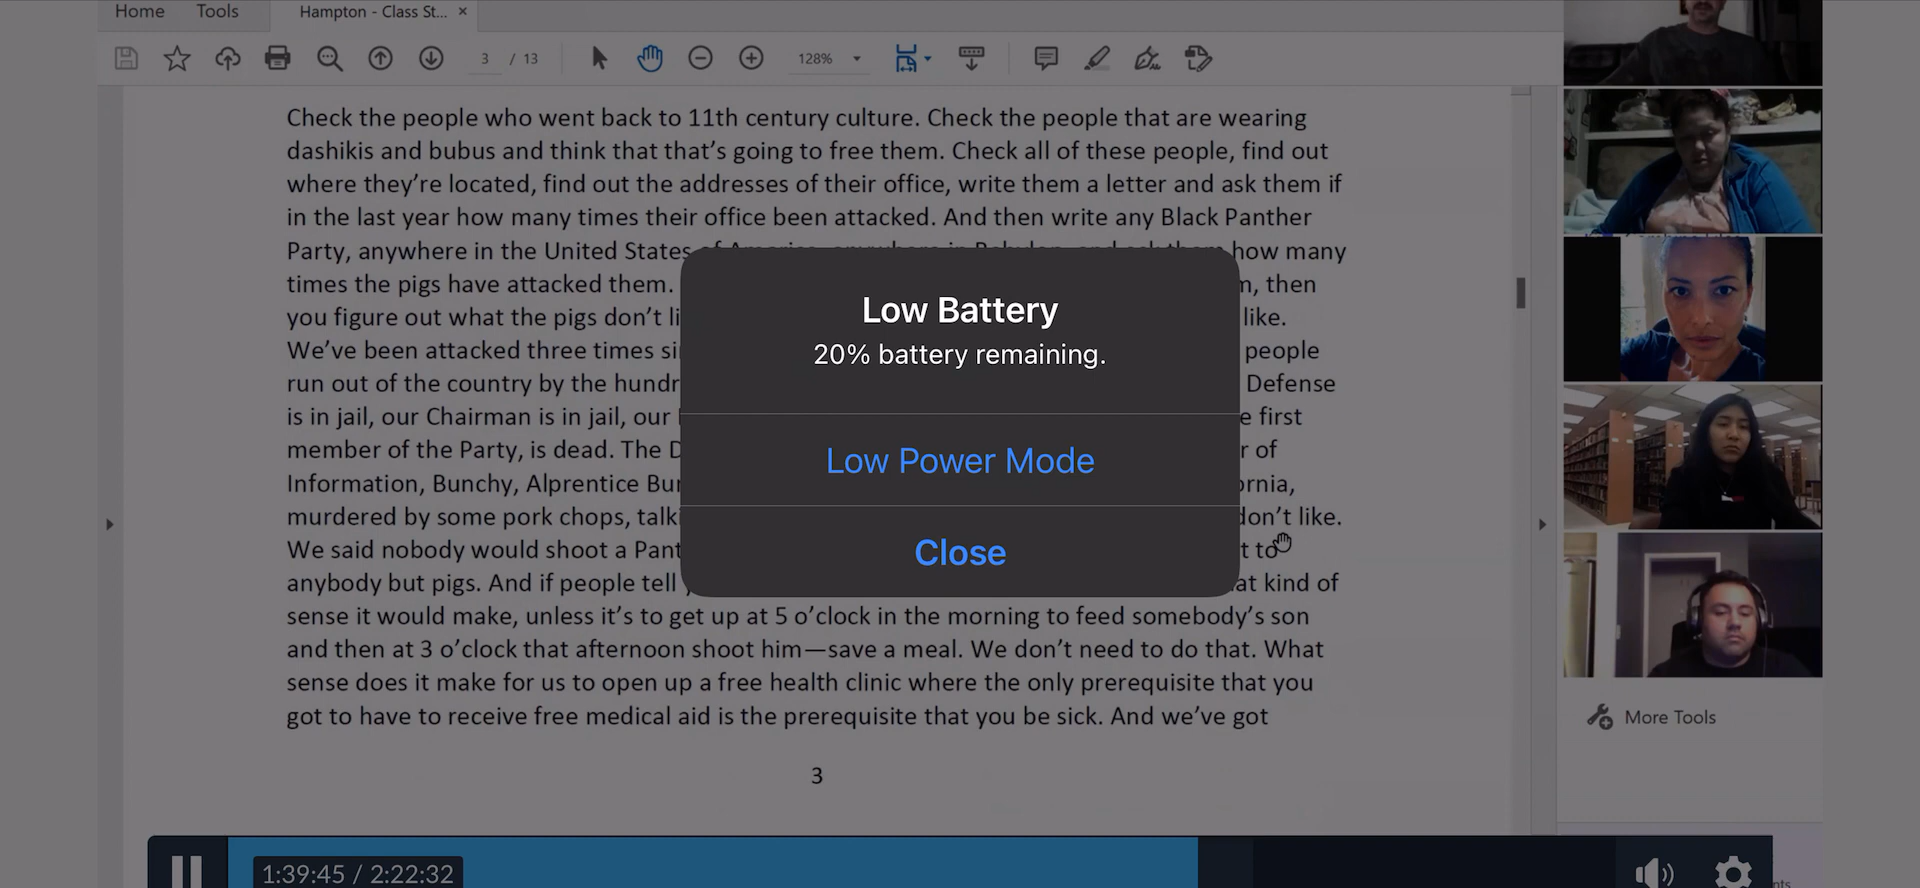 Home Tools Hampton - Class St... ×
3 / 13 128%
Check the people who went back to 11th century culture. Check the people that are wearing
dashikis and bubus and think that that's going to free them. Check all of these people, find out
where they're located, find out the addresses of their office, write them a letter and ask them if
in the last year how many times their office been attacked. And then write any Black Panther
Party, anywhere in the United States of America, anywhere in Babylon, and ask them how many
times the pigs have attacked them. then
you figure out what the pigs don't like.
We've been attacked three times people
run out of the country by the Defense
is in jail, our Chairman is in jail, our first
member of the Party, is dead. The of
Information, Bunchy, Alprentice
murdered by some pork chops, don't like.
We said nobody would shoot a to
anybody but pigs. And if people tell kind of
sense it would make, unless it's to get up at 5 o'clock in the morning to feed somebody's son
and then at 3 o'clock that afternoon shoot him—save a meal. We don't need to do that. What
sense does it make for us to open up a free health clinic where the only prerequisite that you
got to have to receive free medical aid is the prerequisite that you be sick. And we've got
3
Low Battery
20% battery remaining.
Low Power Mode
Close
More Tools
1:39:45 / 2:22:32